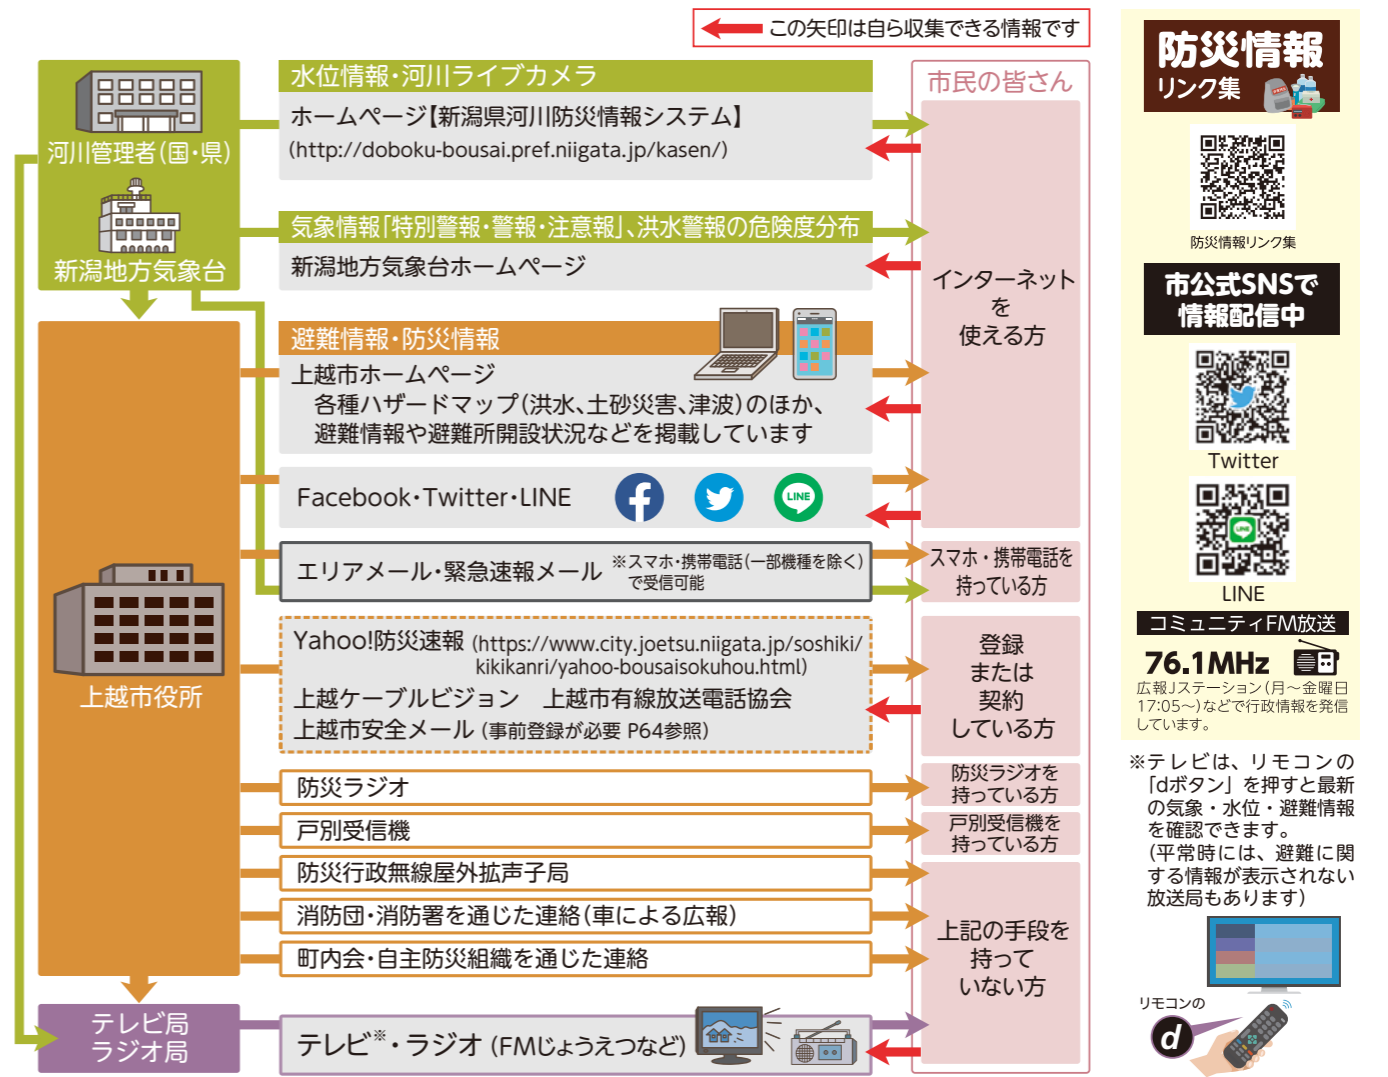 この矢印は自ら収集できる情報です
河川管理者(国・県)
新潟地方気象台
水位情報・河川ライブカメラ
ホームページ【新潟県河川防災情報システム】
(http://doboku-bousai.pref.niigata.jp/kasen/)
気象情報「特別警報・警報・注意報」、洪水警報の危険度分布
新潟地方気象台ホームページ
避難情報・防災情報
上越市ホームページ
各種ハザードマップ(洪水、土砂災害、津波)のほか、
避難情報や避難所開設状況などを掲載しています
Facebook・Twitter・LINE
LINE
エリアメール・緊急速報メール
※スマホ・携帯電話(一部機種を除く)
で受信可能
Yahoo!防災速報 (https://www.city.joetsu.niigata.jp/soshiki/
kikikanri/yahoo-bousaisokuhou.html)
上越ケーブルビジョン 上越市有線放送電話協会
上越市安全メール(事前登録が必要 P64参照)
防災ラジオ
戸別受信機
防災行政無線屋外拡声子局
消防団・消防署を通じた連絡(車による広報)
町内会・自主防災組織を通じた連絡
テレビ※・ラジオ(FMじょうえつなど)
上越市役所
テレビ局
ラジオ局
市民の皆さん
インターネット
を
使える方
スマホ・携帯電話を
持っている方
登録
または
契約
している方
防災ラジオを
持っている方
戸別受信機を
持っている方
上記の手段を
持って
いない方
防災情報
リンク集
防災情報リンク集
市公式SNSで
情報配信中
Twitter
LINE
LINE
コミュニティFM放送
76.1MHz
広報Jステーション(月〜金曜日
17:05〜)などで行政情報を発信
しています。
※テレビは、リモコンの
「dボタン」を押すと最新
の気象・水位・避難情報
を確認できます。
(平常時には、避難に関
する情報が表示されない
放送局もあります)
リモコンの
d